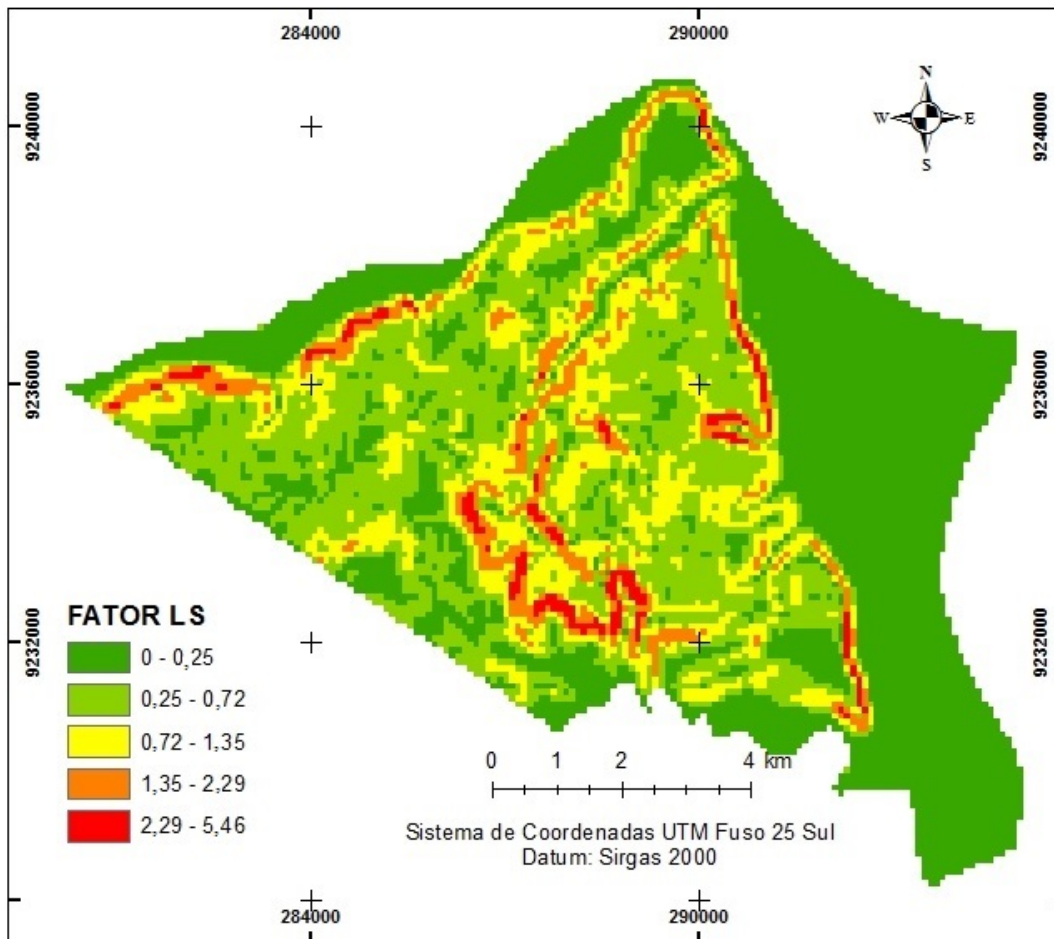 284000 290000
N
W E
S
9240000 9240000
9236000 9236000
9232000 9232000
FATOR LS
0 - 0,25
0,25 - 0,72
0,72 - 1,35
1,35 - 2,29
2,29 - 5,46
0 1 2 4 km
Sistema de Coordenadas UTM Fuso 25 Sul
Datum: Sirgas 2000
284000 290000